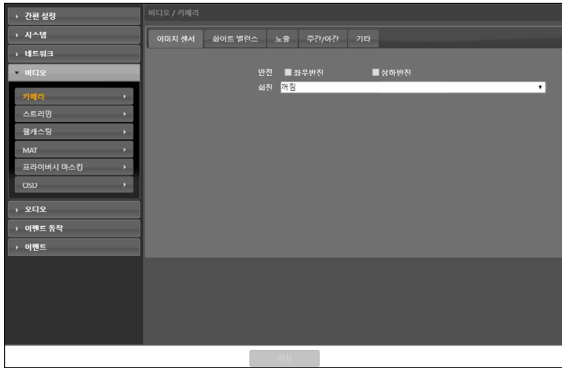 간편 설정
시스템
네트워크
비디오
카메라
스트리밍
웹캐스팅
MAT
프라이버시 마스킹
OSD
오디오
이벤트 동작
이벤트
비디오 / 카메라
이미지 센서 화이트 밸런스 노출 주간/야간 기타
반전 좌우반전 상하반전
회전 꺼짐
저장